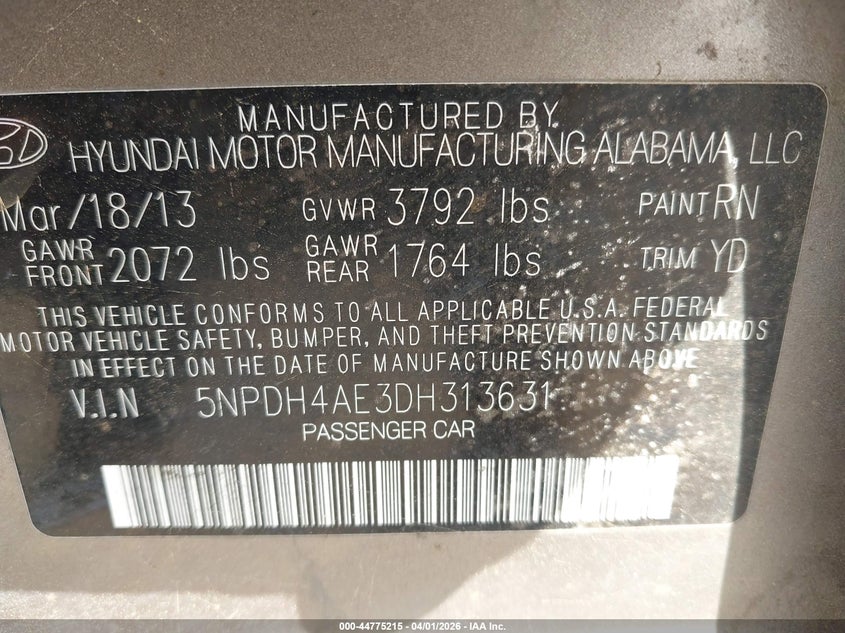 MANUFACTURED BY
HYUNDAI MOTOR MANUFACTURING ALABAMA, LLC
Mar/18/13 GVWR 3792 lbs PAINT RN
GAWR FRONT 2072 lbs GAWR REAR 1764 lbs TRIM YD
THIS VEHICLE CONFORMS TO ALL APPLICABLE U.S.A. FEDERAL
MOTOR VEHICLE SAFETY, BUMPER, AND THEFT PREVENTION STANDARDS
IN EFFECT ON THE DATE OF MANUFACTURE SHOWN ABOVE
V.I.N 5NPDH4AE3DH313631
PASSENGER CAR
000-44775215 - 04/01/2026 - IAA Inc.